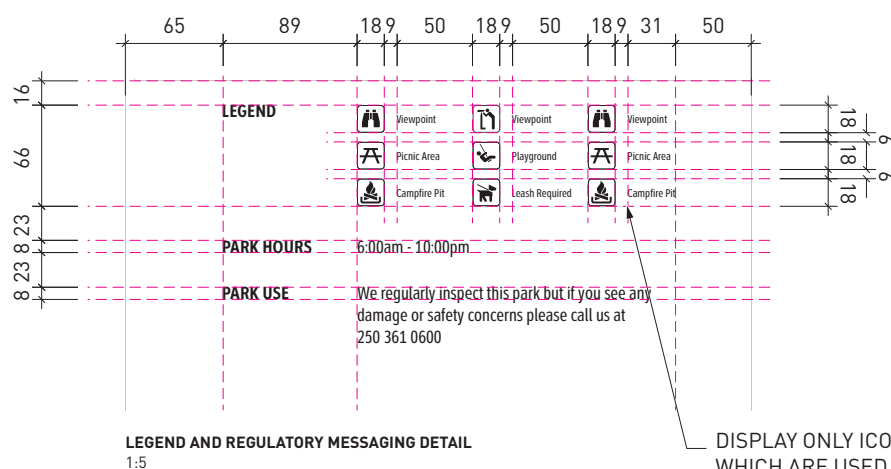 65 89 18 9 50 18 9 50 18 9 31 50
16
66
23
8
23
8
LEGEND
Viewpoint Viewpoint Viewpoint
Picnic Area Playground Picnic Area
Campfire Pit Leash Required Campfire Pit
18
9
18
9
18
PARK HOURS 6:00am - 10:00pm
PARK USE We regularly inspect this park but if you see any
damage or safety concerns please call us at
250 361 0600
LEGEND AND REGULATORY MESSAGING DETAIL
1:5
DISPLAY ONLY ICO
WHICH ARE USED